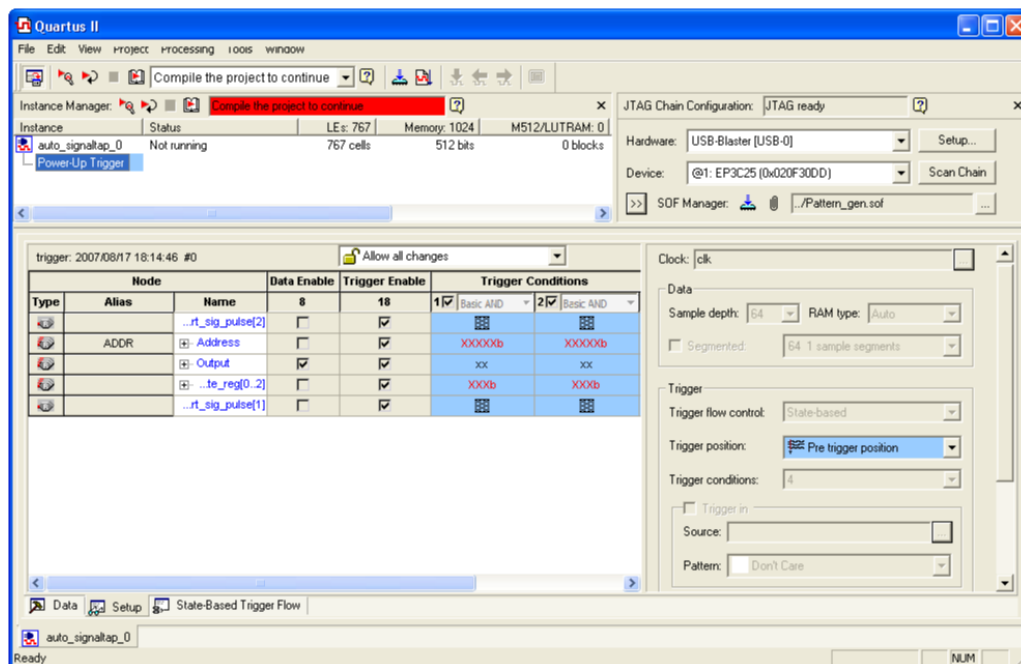 Quartus II
File Edit View Project Processing Tools Window
Compile the project to continue
Instance Manager: Compile the project to continue
Instance Status LEs: 767 Memory: 1024 M512/LUTRAM: 0
auto_signaltap_0 Not running 767 cells 512 bits 0 blocks
Power-Up Trigger
JTAG Chain Configuration: JTAG ready
Hardware: USB-Blaster [USB-0] Setup...
Device: @1: EP3C25 (0x020F30DD) Scan Chain
>> SOF Manager: ../Pattern_gen.sof ...
trigger: 2007/08/17 18:14:46 #0 Allow all changes
Node Data Enable Trigger Enable Trigger Conditions
Type Alias Name 8 18 1 Basic AND 2 Basic AND
...rt_sig_pulse[2]
ADDR Address XXXXXb XXXXXb
Output XX XX
...te_reg[0..2] XXXb XXXb
...rt_sig_pulse[1]
Clock: clk ...
Data
Sample depth: 64 RAM type: Auto
Segmented: 64 1 sample segments
Trigger
Trigger flow control: State-based
Trigger position: Pre trigger position
Trigger conditions: 4
Trigger in
Source: ...
Pattern: Don't Care
Data Setup State-Based Trigger Flow
auto_signaltap_0
Ready NUM